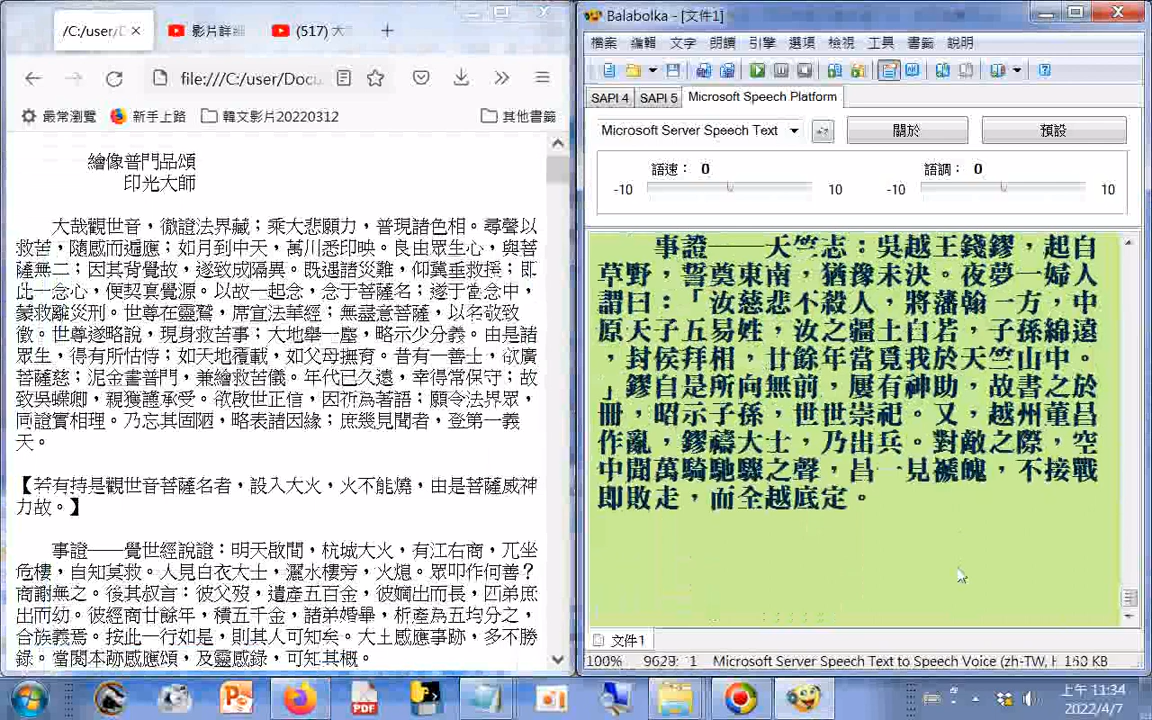 /C:/user/D
影片詳細
(517) 大
file:///C:/user/Docu
最常瀏覽
新手上路
韓文影片20220312
其他書籤
繪像普門品頌
印光大師
大哉觀世音，徹證法界藏；乘大悲願力，普現諸色相。尋聲以
救苦，隨感而遍應；如月到中天，萬川悉印映。良由眾生心，與菩
薩無二；因其背覺故，遂致成隔異。既遇諸災難，仰冀垂救援；即
此一念心，便契真覺源。以故一起念，念于菩薩名；遂于當念中，
蒙救離災刑。世尊在靈鷲，席宣法華經；無盡意菩薩，以名敬致
徵。世尊遂略說，現身救苦事；大地舉一塵，略示少分義。由是諸
眾生，得有所怙恃；如天地覆載，如父母撫育。昔有一善士，欲廣
菩薩慈；泥金書普門，兼繪救苦儀。年代已久遠，幸得常保守；故
致吳蝶卿，親獲護承受。欲啟世正信，因祈為著語；願令法界眾，
同證實相理。乃忘其固陋，略表諸因緣；庶幾見聞者，登第一義
天。
【若有持是觀世音菩薩名者，設入大火，火不能燒，由是菩薩威神
力故。】
事證──覺世經說證：明天啟間，杭城大火，有江右商，兀坐
危樓，自知莫救。人見白衣大士，灑水樓旁，火熄。眾叩作何善？
商謝無之。後其叔言：彼父歿，遺產五百金，彼嫡出而長，四弟庶
出而幼。彼經商廿餘年，積五千金，諸弟婚畢，析產為五均分之，
合族義焉。按此一行如是，則其人可知矣。大士感應事跡，多不勝
錄。當閱本跡感應頌，及靈感錄，可知其概。
Balabolka - [文件1]
檔案 編輯 文字 朗讀 引擎 選項 檢視 工具 書籤 說明
SAPI 4 SAPI 5 Microsoft Speech Platform
Microsoft Server Speech Text
關於
預設
語速： 0
語調： 0
-10 10 -10 10
事證──天竺志：吳越王錢鏐，起自
草野，誓奠東南，猶豫未決。夜夢一婦人
謂曰：「汝慈悲不殺人，將藩翰一方，中
原天子五易姓，汝之疆土自若，子孫綿遠
，封侯拜相，廿餘年當覓我於天竺山中。
」鏐自是所向無前，屢有神助，故書之於
冊，昭示子孫，世世崇祀。又，越州董昌
作亂，鏐禱大士，乃出兵。對敵之際，空
中聞萬騎馳驟之聲，昌一見褫魄，不接戰
即敗走，而全越底定。
文件1
100% 9629: 1 Microsoft Server Speech Text to Speech Voice (zh-TW, H 160 KB
上午 11:34
2022/4/7